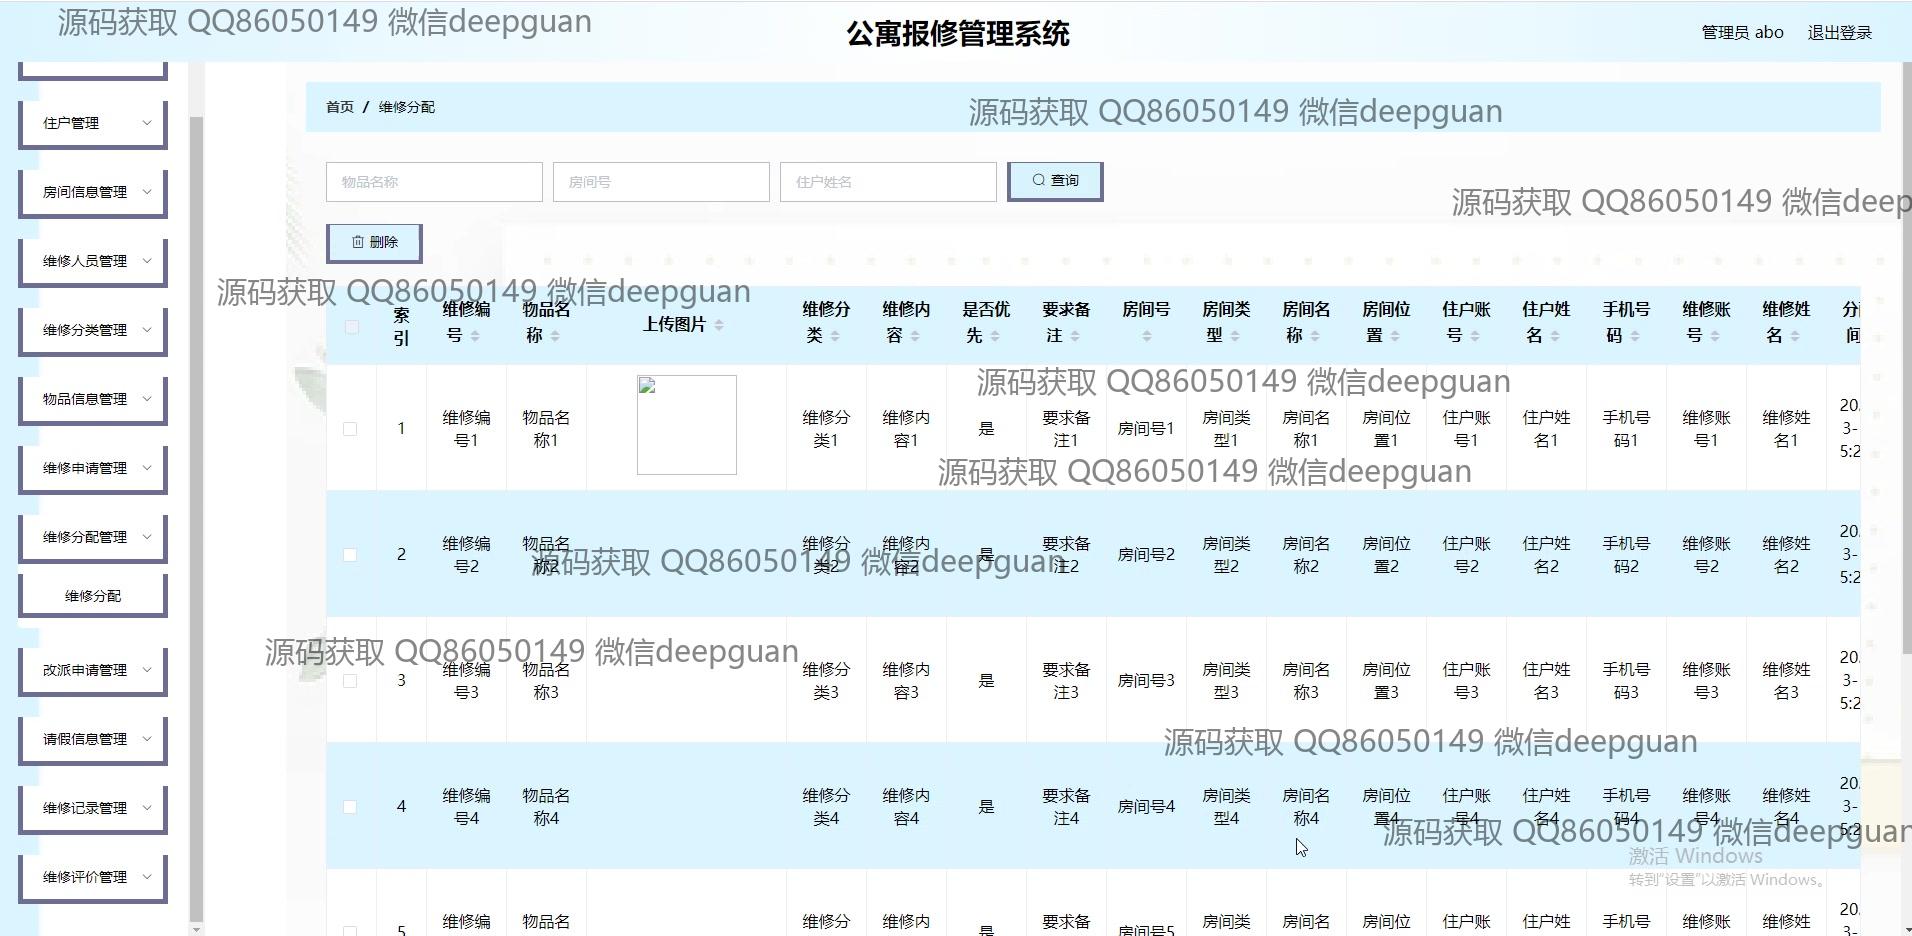 源码获取 QQ86050149 微信deepguan
公寓报修管理系统
管理员 abo
退出登录
住户管理
房间信息管理
维修人员管理
维修分类管理
物品信息管理
维修申请管理
维修分配管理
维修分配
改派申请管理
请假信息管理
维修记录管理
维修评价管理
首页 / 维修分配
源码获取 QQ86050149 微信deepguan
物品名称
房间号
住户姓名
查询
源码获取 QQ86050149 微信deep
删除
源码获取 QQ86050149 微信deepguan
索引 维修编号 物品名称 上传图片 维修分类 维修内容 是否优先 要求备注 房间号 房间类型 房间名称 房间位置 住户账号 住户姓名 手机号码 维修账号 维修姓名
源码获取 QQ86050149 微信deepguan
1 维修编号1 物品名称1 维修分类1 维修内容1 是 要求备注1 房间号1 房间类型1 房间名称1 房间位置1 住户账号1 住户姓名1 手机号码1 维修账号1 维修姓名1 20 3- 5:2
源码获取 QQ86050149 微信deepguan
2 维修编号2 物品名称2 维修分类2 维修内容2 是 要求备注2 房间号2 房间类型2 房间名称2 房间位置2 住户账号2 住户姓名2 手机号码2 维修账号2 维修姓名2 20 3- 5:2
源码获取 QQ86050149 微信deepguan
源码获取 QQ86050149 微信deepguan
3 维修编号3 物品名称3 维修分类3 维修内容3 是 要求备注3 房间号3 房间类型3 房间名称3 房间位置3 住户账号3 住户姓名3 手机号码3 维修账号3 维修姓名3 20 3- 5:2
源码获取 QQ86050149 微信deepguan
4 维修编号4 物品名称4 维修分类4 维修内容4 是 要求备注4 房间号4 房间类型4 房间名称4 房间位置4 住户账号4 住户姓名4 手机号码4 维修账号4 维修姓名4 20 3- 5:2
源码获取 QQ86050149 微信deepguan
激活 Windows
转到“设置”以激活 Windows。
5 维修编 物品名 维修分 维修内 是 要求备 房间号5 房间类 房间名 房间位 住户账 住户姓 手机号 维修账 维修姓 20 3-